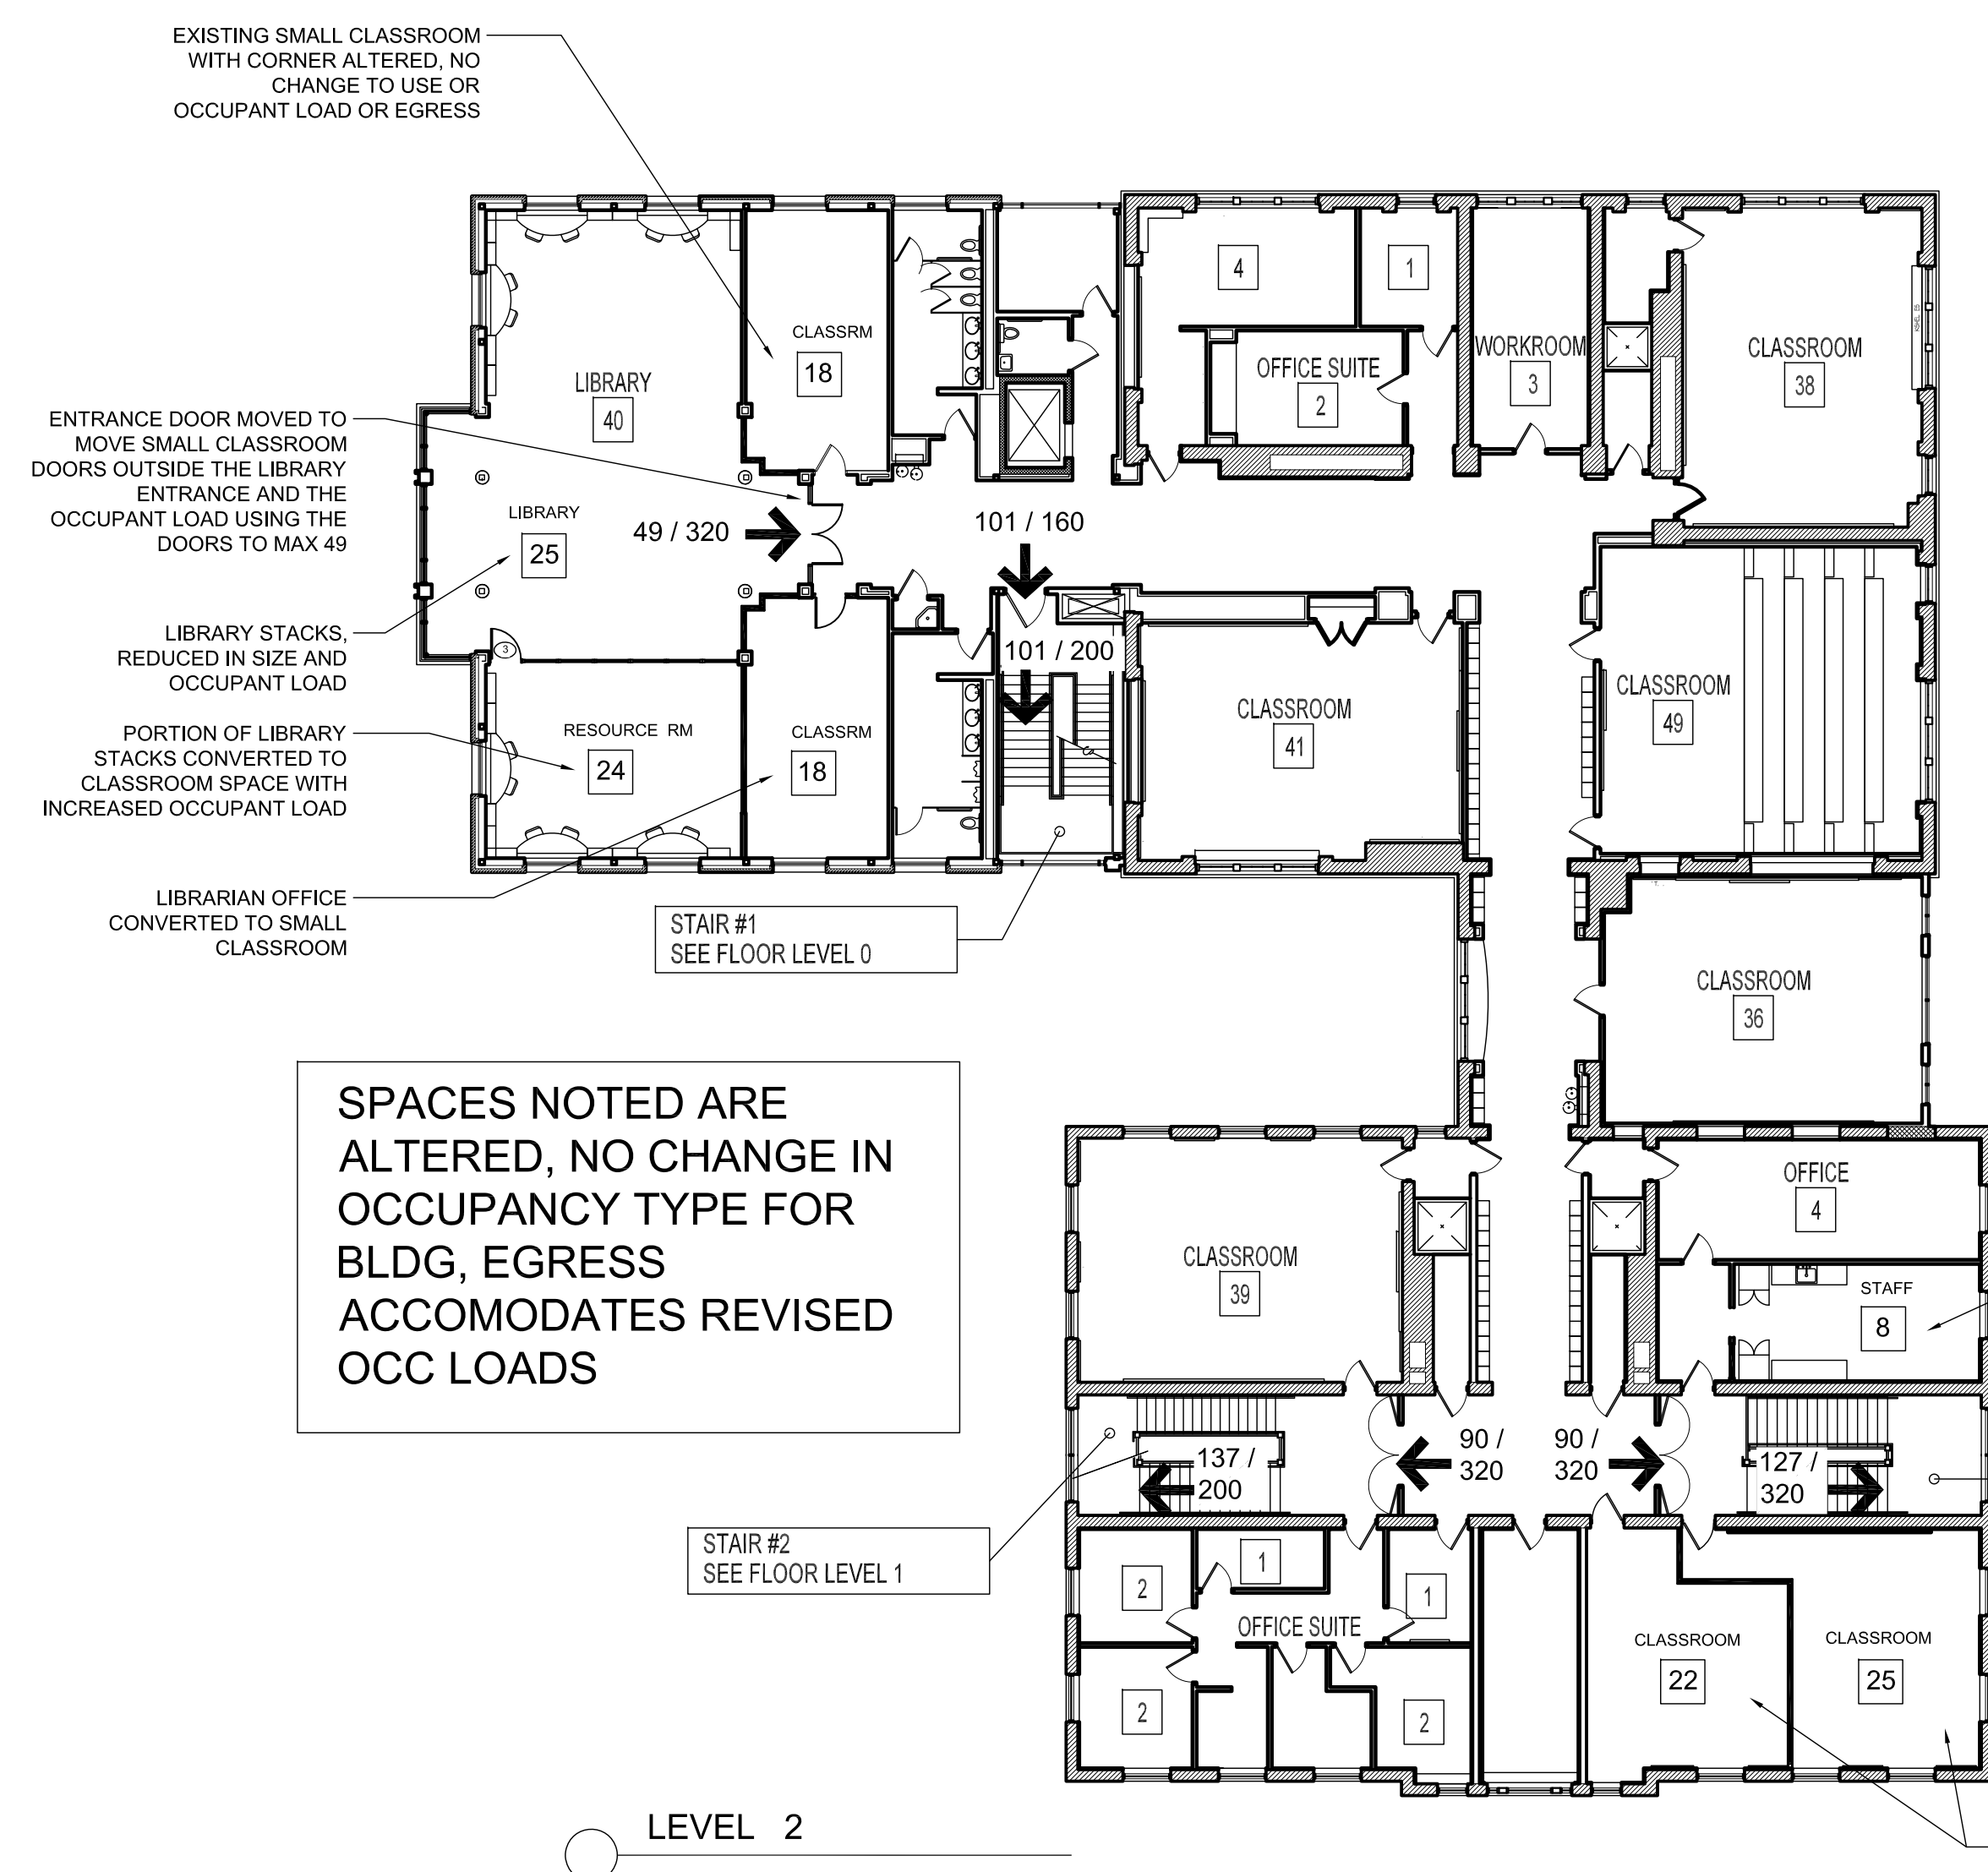 EXISTING SMALL CLASSROOM
WITH CORNER ALTERED, NO
CHANGE TO USE OR
OCCUPANT LOAD OR EGRESS
ENTRANCE DOOR MOVED TO
MOVE SMALL CLASSROOM
DOORS OUTSIDE THE LIBRARY
ENTRANCE AND THE
OCCUPANT LOAD USING THE
DOORS TO MAX 49
LIBRARY STACKS,
REDUCED IN SIZE AND
OCCUPANT LOAD
PORTION OF LIBRARY
STACKS CONVERTED TO
CLASSROOM SPACE WITH
INCREASED OCCUPANT LOAD
LIBRARIAN OFFICE
CONVERTED TO SMALL
CLASSROOM
LIBRARY
40
LIBRARY
25
49 / 320
CLASSRM
18
RESOURCE RM
24
3
CLASSRM
18
101 / 160
101 / 200
4
1
OFFICE SUITE
2
WORKROOM
3
CLASSROOM
38
CLASSROOM
41
CLASSROOM
49
CLASSROOM
36
STAIR #1
SEE FLOOR LEVEL 0
SPACES NOTED ARE
ALTERED, NO CHANGE IN
OCCUPANCY TYPE FOR
BLDG, EGRESS
ACCOMODATES REVISED
OCC LOADS
CLASSROOM
39
OFFICE
4
STAFF
8
137 /
200
90 /
320
90 /
320
127 /
320
STAIR #2
SEE FLOOR LEVEL 1
2
1
1
OFFICE SUITE
2
2
CLASSROOM
22
CLASSROOM
25
LEVEL 2